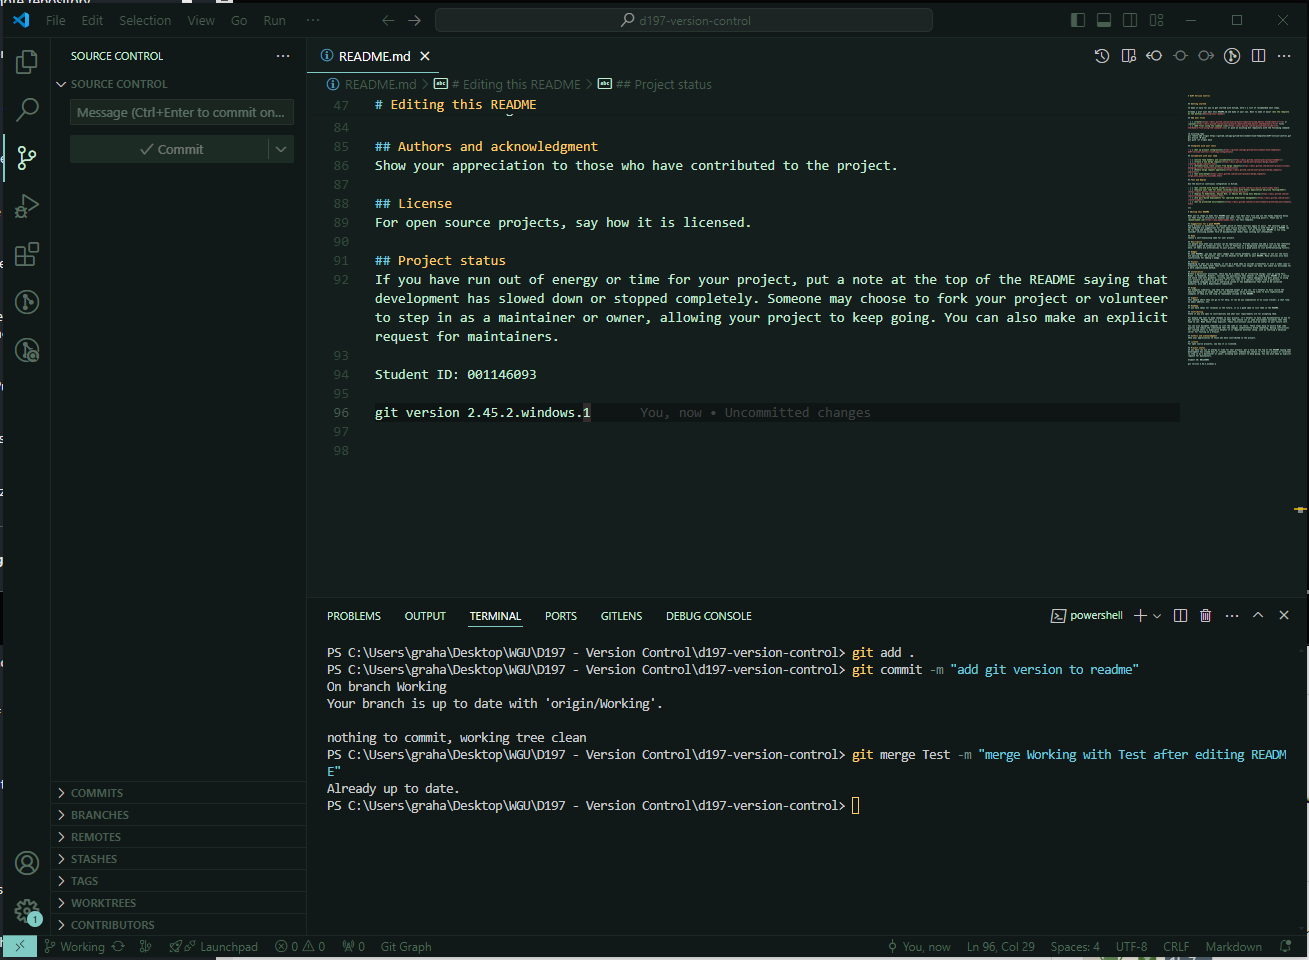 File Edit Selection View Go Run ···
d197-version-control
SOURCE CONTROL
README.md
SOURCE CONTROL
README.md > # Editing this README > ## Project status
Message (Ctrl+Enter to commit on...
Commit
47 # Editing this README
84
85 ## Authors and acknowledgment
86 Show your appreciation to those who have contributed to the project.
87
88 ## License
89 For open source projects, say how it is licensed.
90
91 ## Project status
92 If you have run out of energy or time for your project, put a note at the top of the README saying that
development has slowed down or stopped completely. Someone may choose to fork your project or volunteer
to step in as a maintainer or owner, allowing your project to keep going. You can also make an explicit
request for maintainers.
93
94 Student ID: 001146093
95
96 git version 2.45.2.windows.1 You, now • Uncommitted changes
97
98
PROBLEMS OUTPUT TERMINAL PORTS GITLENS DEBUG CONSOLE
powershell
PS C:\Users\graha\Desktop\WGU\D197 - Version Control\d197-version-control> git add .
PS C:\Users\graha\Desktop\WGU\D197 - Version Control\d197-version-control> git commit -m "add git version to readme"
On branch Working
Your branch is up to date with 'origin/Working'.
nothing to commit, working tree clean
PS C:\Users\graha\Desktop\WGU\D197 - Version Control\d197-version-control> git merge Test -m "merge Working with Test after editing READM
E"
Already up to date.
PS C:\Users\graha\Desktop\WGU\D197 - Version Control\d197-version-control>
COMMITS
BRANCHES
REMOTES
STASHES
TAGS
WORKTREES
CONTRIBUTORS
1
Working Launchpad 0 0 0 Git Graph You, now Ln 96, Col 29 Spaces: 4 UTF-8 CRLF Markdown